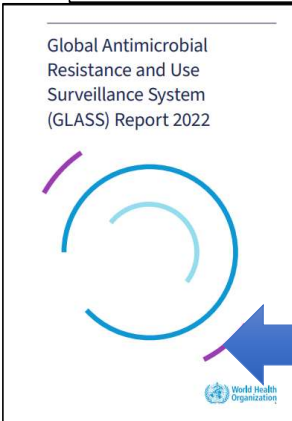 Global Antimicrobial
Resistance and Use
Surveillance System
(GLASS) Report 2022
World Health
Organization